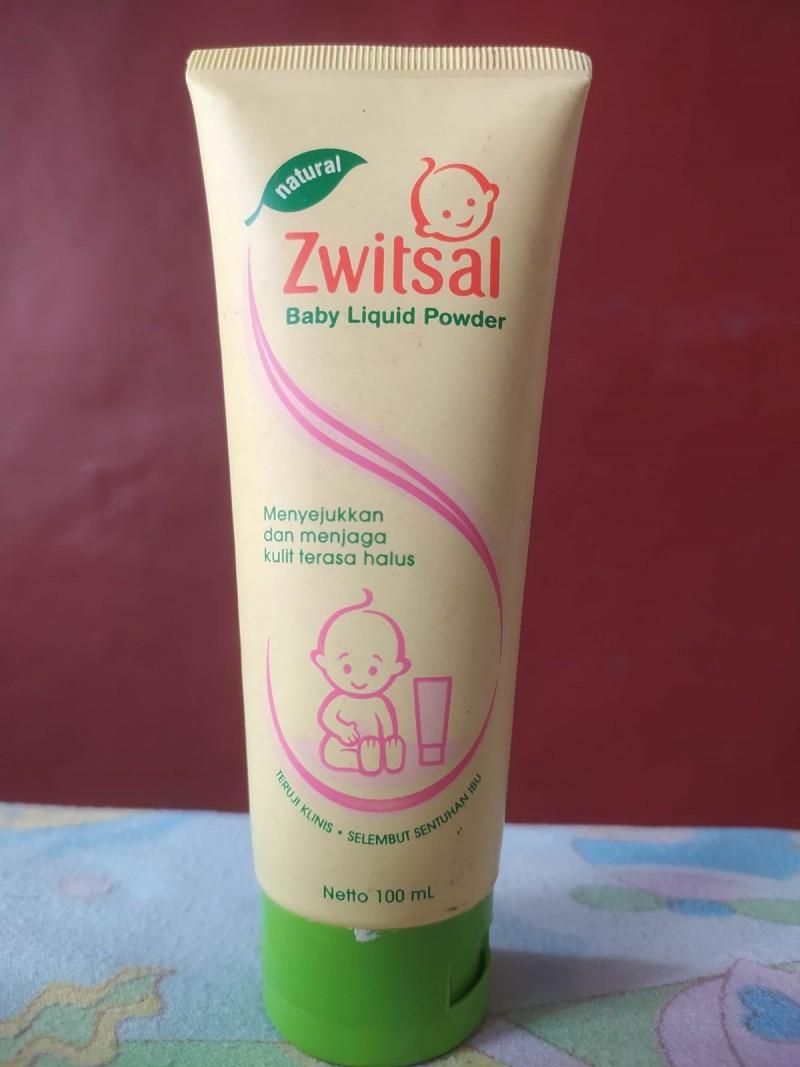 natural
Zwitsal
Baby Liquid Powder
Menyejukkan
dan menjaga
kulit terasa halus
TERUJI KLINIS • SELEMBUT SENTUHAN IBU
Netto 100 mL